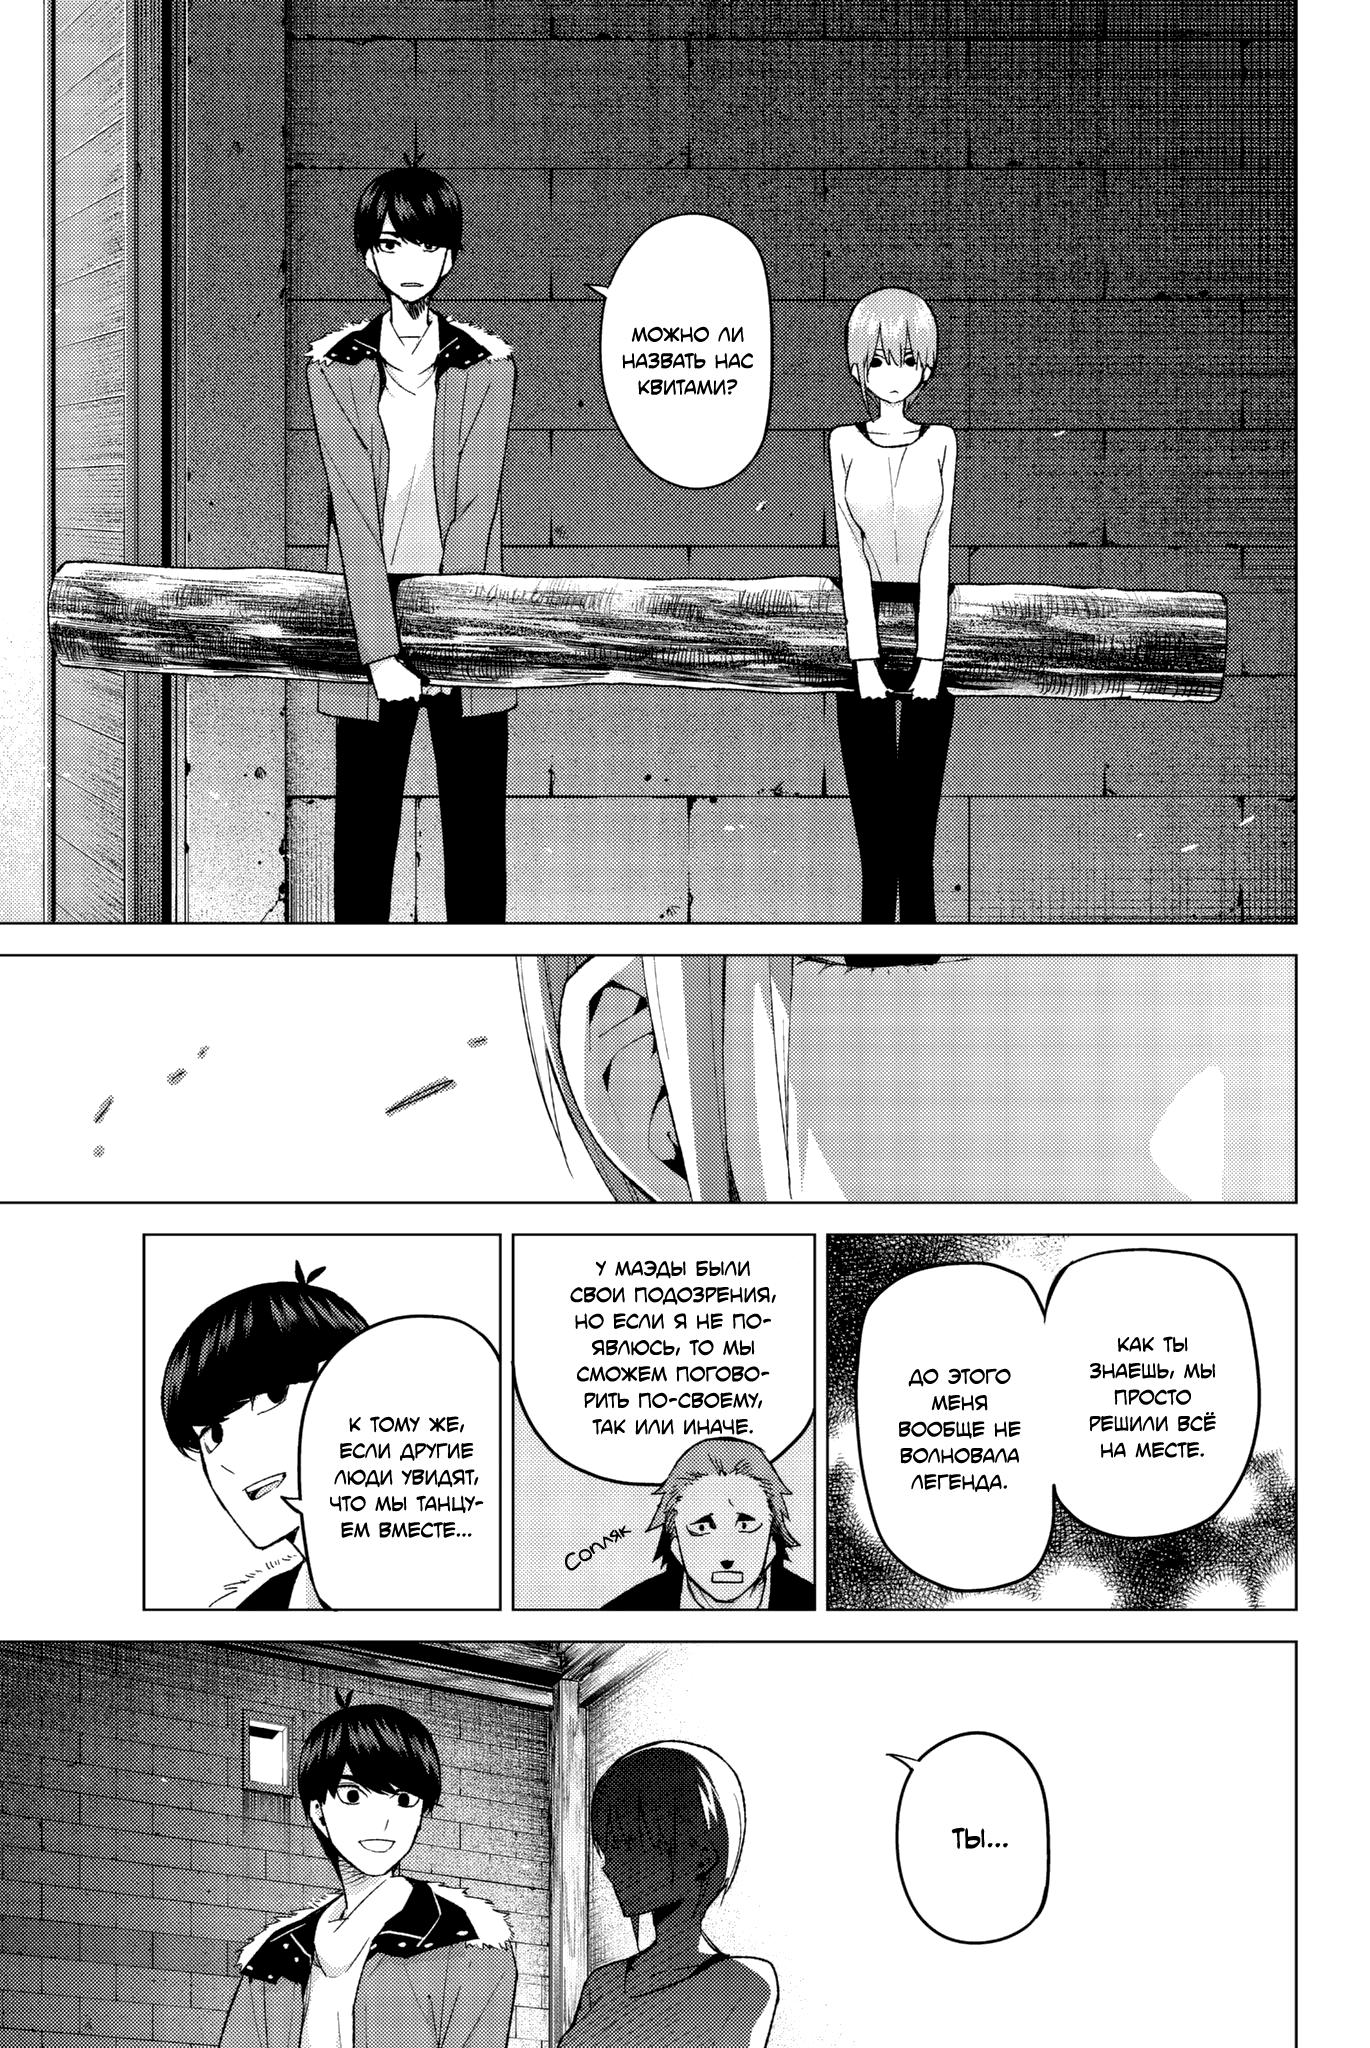 МОЖНО ЛИ
НАЗВАТЬ НАС
КВИТАМИ?
КАК ТЫ
ЗНАЕШЬ, МЫ
ПРОСТО
РЕШИЛИ ВСЁ
НА МЕСТЕ.
ДО ЭТОГО
МЕНЯ
ВООБЩЕ НЕ
ВОЛНОВАЛА
ЛЕГЕНДА.
У МАЭДЫ БЫЛИ
СВОИ ПОДОЗРЕНИЯ,
НО ЕСЛИ Я НЕ ПО-
ЯВЛЮСЬ, ТО МЫ
СМОЖЕМ ПОГОВО-
РИТЬ ПО-СВОЕМУ,
ТАК ИЛИ ИНАЧЕ.
Сопляк
К ТОМУ ЖЕ,
ЕСЛИ ДРУГИЕ
ЛЮДИ УВИДЯТ,
ЧТО МЫ ТАНЦУ-
ЕМ ВМЕСТЕ...
ТЫ...